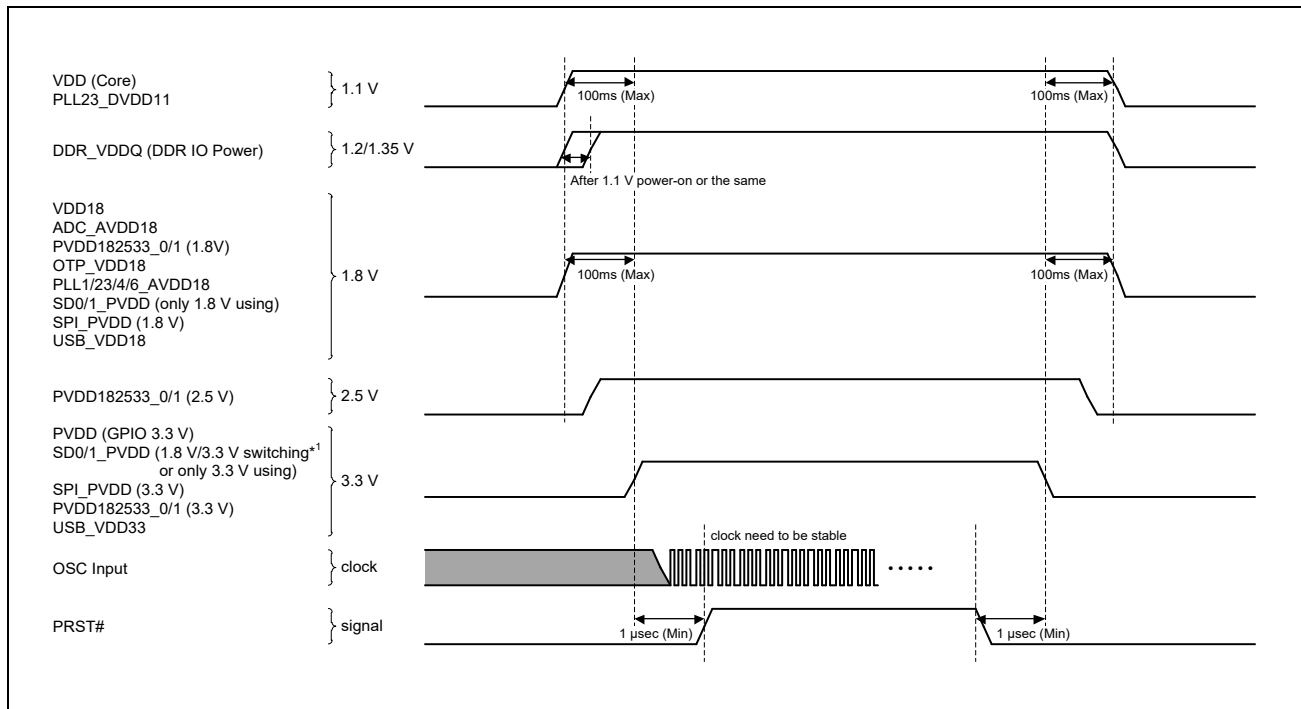 VDD (Core)
PLL23_DVDD11
1.1 V
100ms (Max)
100ms (Max)
DDR_VDDQ (DDR IO Power)
1.2/1.35 V
After 1.1 V power-on or the same
VDD18
ADC_AVDD18
PVDD182533_0/1 (1.8V)
OTP_VDD18
PLL1/23/4/6_AVDD18
SD0/1_PVDD (only 1.8 V using)
SPI_PVDD (1.8 V)
USB_VDD18
1.8 V
100ms (Max)
100ms (Max)
PVDD182533_0/1 (2.5 V)
2.5 V
PVDD (GPIO 3.3 V)
SD0/1_PVDD (1.8 V/3.3 V switching*1
or only 3.3 V using)
SPI_PVDD (3.3 V)
PVDD182533_0/1 (3.3 V)
USB_VDD33
3.3 V
clock need to be stable
OSC Input
clock
PRST#
signal
1 μsec (Min)
1 μsec (Min)